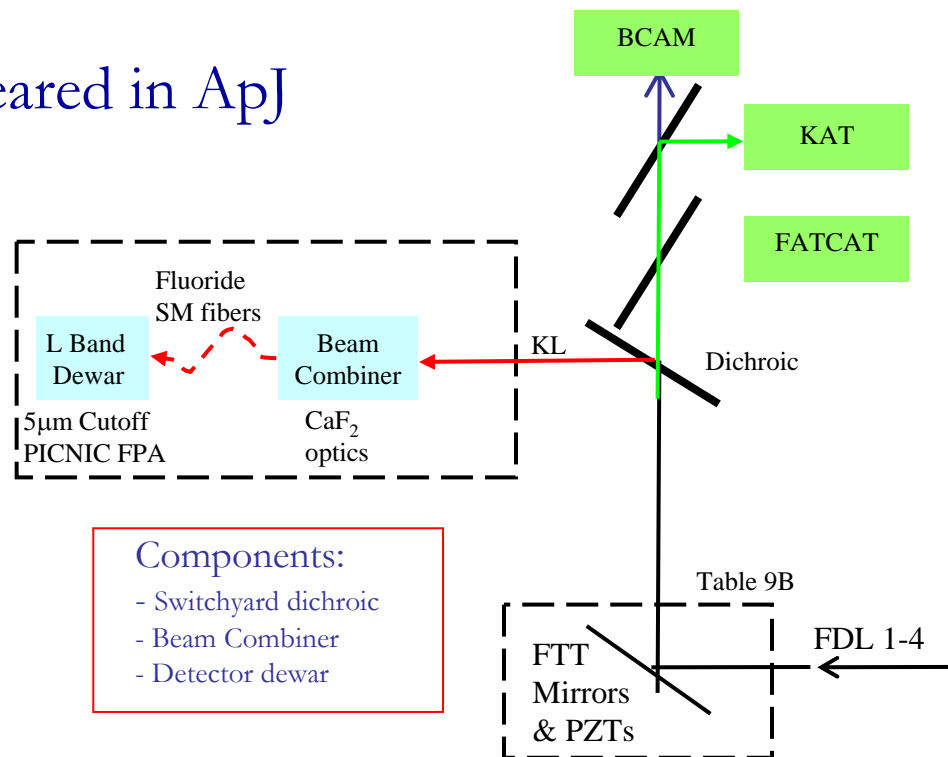 BCAM
eared in ApJ
KAT
FATCAT
Fluoride
SM fibers
L Band
Dewar
Beam
Combiner
KL
Dichroic
5μm Cutoff
PICNIC FPA
CaF₂
optics
Components:
- Switchyard dichroic
- Beam Combiner
- Detector dewar
Table 9B
FTT
Mirrors
& PZTs
FDL 1-4